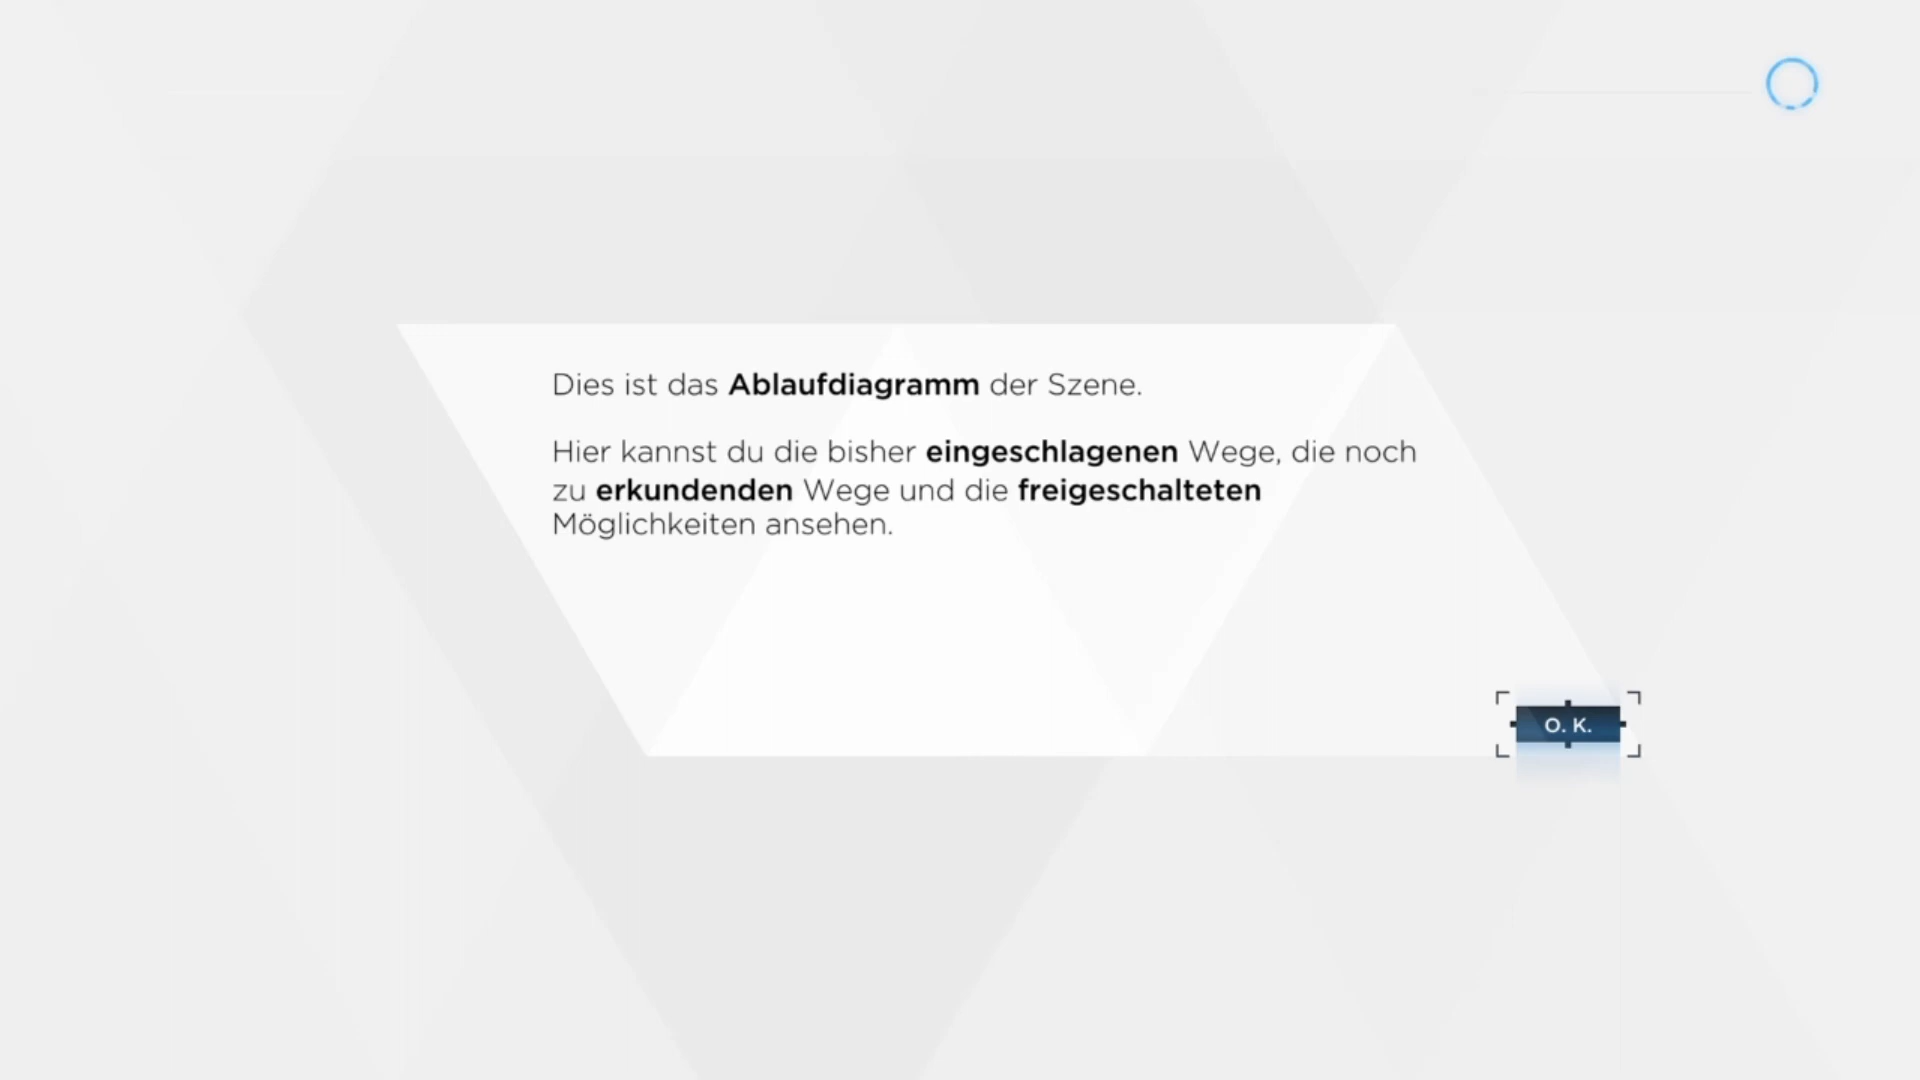 Dies ist das Ablaufdiagramm der Szene.
Hier kannst du die bisher eingeschlagenen Wege, die noch
zu erkundenden Wege und die freigeschalteten
Möglichkeiten ansehen.
O. K.